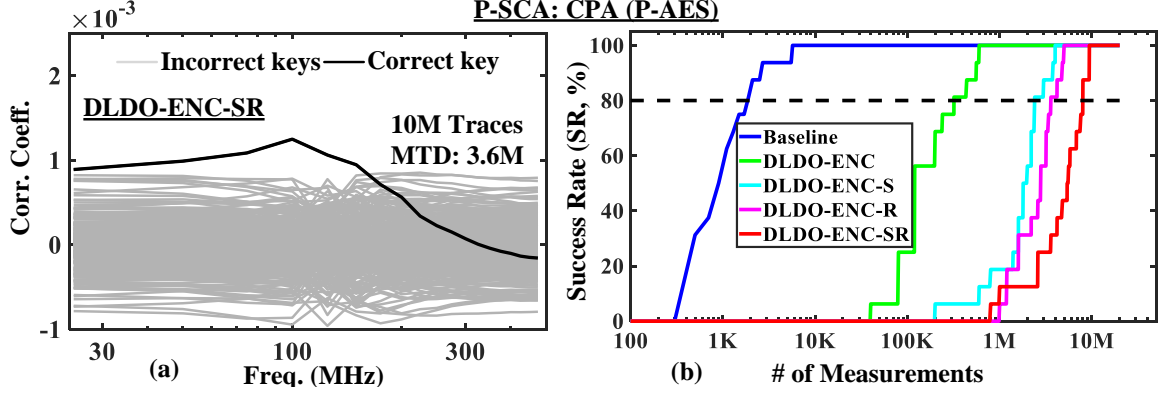 P-SCA: CPA (P-AES)
×10⁻³
2
1
0
-1
Corr. Coeff.
Incorrect keys
Correct key
DLDO-ENC-SR
10M Traces
MTD: 3.6M
30
100
300
(a)
Freq. (MHz)
100
80
60
40
20
0
Success Rate (SR, %)
Baseline
DLDO-ENC
DLDO-ENC-S
DLDO-ENC-R
DLDO-ENC-SR
100
1K
10K
100K
1M
10M
(b)
# of Measurements